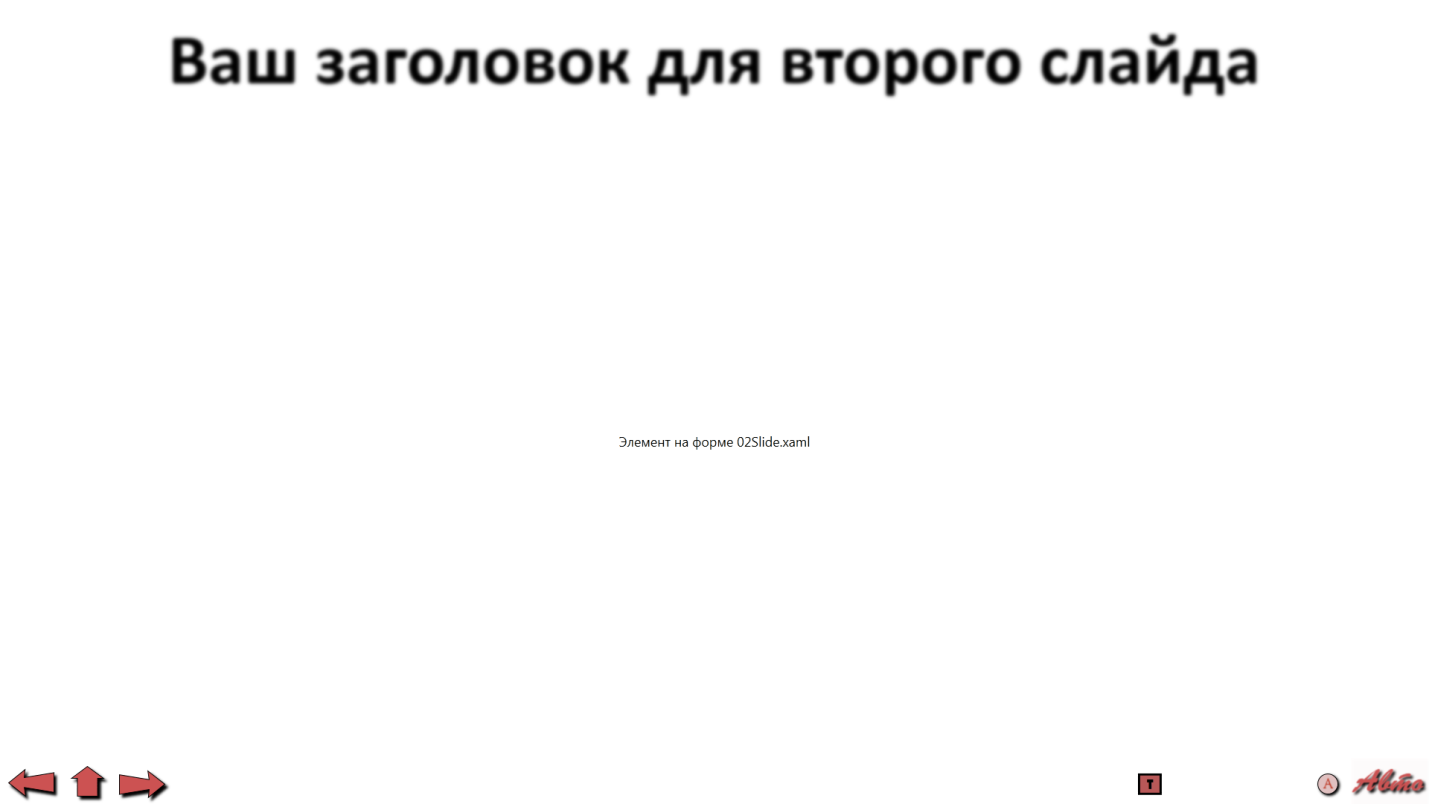 Ваш заголовок для второго слайда
Элемент на форме 02Slide.xaml
Т
А
Авто